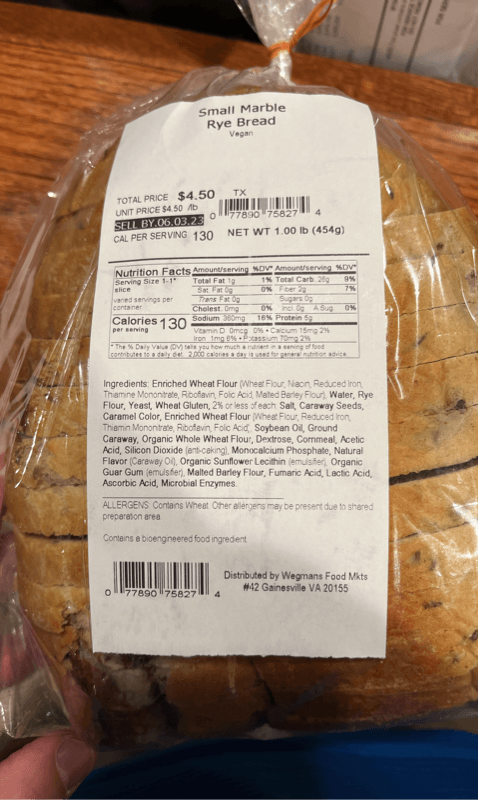 Small Marble
Rye Bread
Vegan
TOTAL PRICE $4.50 TX
UNIT PRICE $4.50 /lb
SELL BY.06.03.23
0 77890 75827 4
CAL PER SERVING 130 NET WT 1.00 lb (454g)
Nutrition Facts Amount/serving %DV* Amount/serving %DV*
Serving Size 1-1" Total Fat 1g 1% Total Carb. 26g 9%
slice Sat. Fat 0g 0% Fiber 2g 7%
varied servings per Trans Fat 0g Sugars 0g
container Cholest. 0mg 0% Incl. 0g A.Sug. 0%
Calories 130 Sodium 360mg 16% Protein 5g
per serving Vitamin D 0mcg 0% • Calcium 15mg 2%
Iron 1mg 6% • Potassium 70mg 2%
* The % Daily Value (DV) tells you how much a nutrient in a serving of food
contributes to a daily diet. 2,000 calories a day is used for general nutrition advice.
Ingredients: Enriched Wheat Flour (Wheat Flour, Niacin, Reduced Iron,
Thiamine Mononitrate, Riboflavin, Folic Acid, Malted Barley Flour), Water, Rye
Flour, Yeast, Wheat Gluten, 2% or less of each: Salt, Caraway Seeds,
Caramel Color, Enriched Wheat Flour [Wheat Flour, Reduced Iron,
Thiamin Mononitrate, Riboflavin, Folic Acid], Soybean Oil, Ground
Caraway, Organic Whole Wheat Flour, Dextrose, Cornmeal, Acetic
Acid, Silicon Dioxide (anti-caking), Monocalcium Phosphate, Natural
Flavor (Caraway Oil), Organic Sunflower Lecithin (emulsifier), Organic
Guar Gum (emulsifier), Malted Barley Flour, Fumaric Acid, Lactic Acid,
Ascorbic Acid, Microbial Enzymes.
ALLERGENS: Contains Wheat. Other allergens may be present due to shared
preparation area.
Contains a bioengineered food ingredient.
0 77890 75827 4
Distributed by Wegmans Food Mkts
#42 Gainesville VA 20155